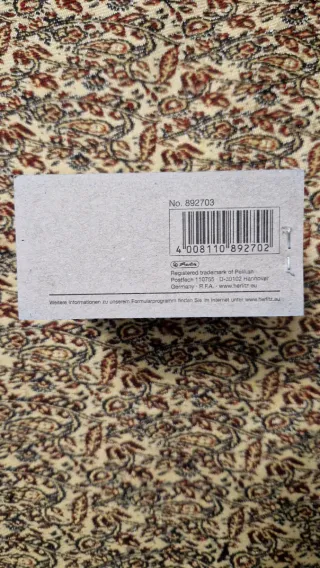 No. 892703
4 008110 892702
Herlitz
Registered trademark of Pelikan
Postfach 119755 · D-30102 Hannover
Germany · R.F.A. · www.herlitz.eu
Weitere Informationen zu unserem Formularprogramm finden Sie im Internet unter www.herlitz.eu